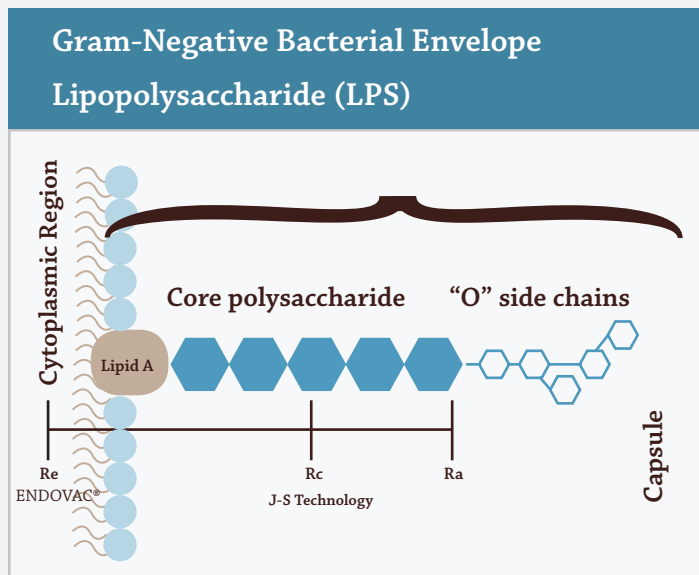 Gram-Negative Bacterial Envelope
Lipopolysaccharide (LPS)
Cytoplasmic Region
Core polysaccharide
“O” side chains
Lipid A
Capsule
Re
Rc
Ra
ENDOVAC®
J-S Technology